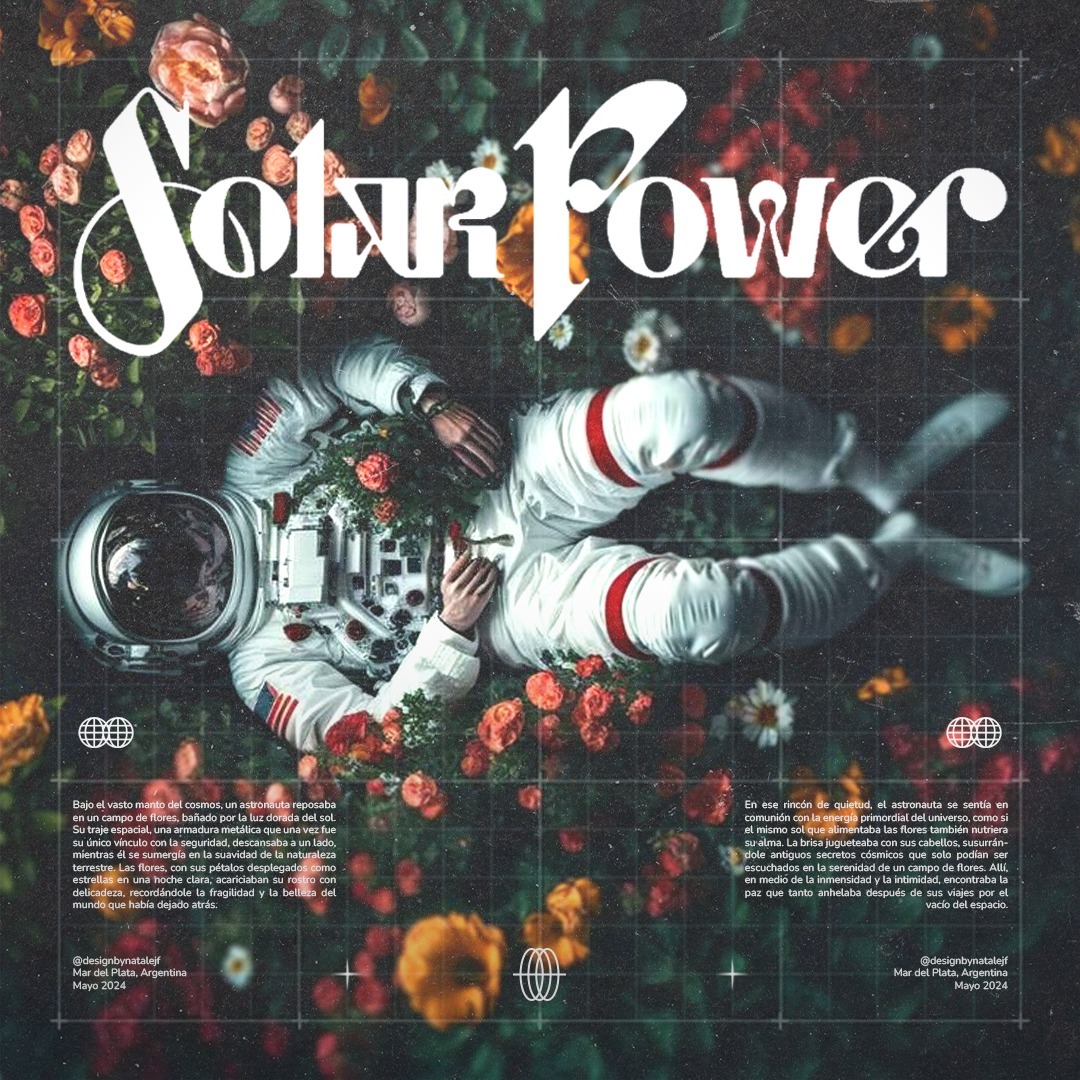 Solar Power
Bajo el vasto manto del cosmos, un astronauta reposaba
en un campo de flores, bañado por la luz dorada del sol.
Su traje espacial, una armadura metálica que una vez fue
su único vínculo con la seguridad, descansaba a un lado,
mientras él se sumergía en la suavidad de la naturaleza
terrestre. Las flores, con sus pétalos desplegados como
estrellas en una noche clara, acariciaban su rostro con
delicadeza, recordándole la fragilidad y la belleza del
mundo que había dejado atrás.
En ese rincón de quietud, el astronauta se sentía en
comunión con la energía primordial del universo, como si
el mismo sol que alimentaba las flores también nutriera
su alma. La brisa jugueteaba con sus cabellos, susurrán-
dole antiguos secretos cósmicos que solo podían ser
escuchados en la serenidad de un campo de flores. Allí,
en medio de la inmensidad y la intimidad, encontraba la
paz que tanto anhelaba después de sus viajes por el
vacío del espacio.
@designbynatalejf
Mar del Plata, Argentina
Mayo 2024
@designbynatalejf
Mar del Plata, Argentina
Mayo 2024